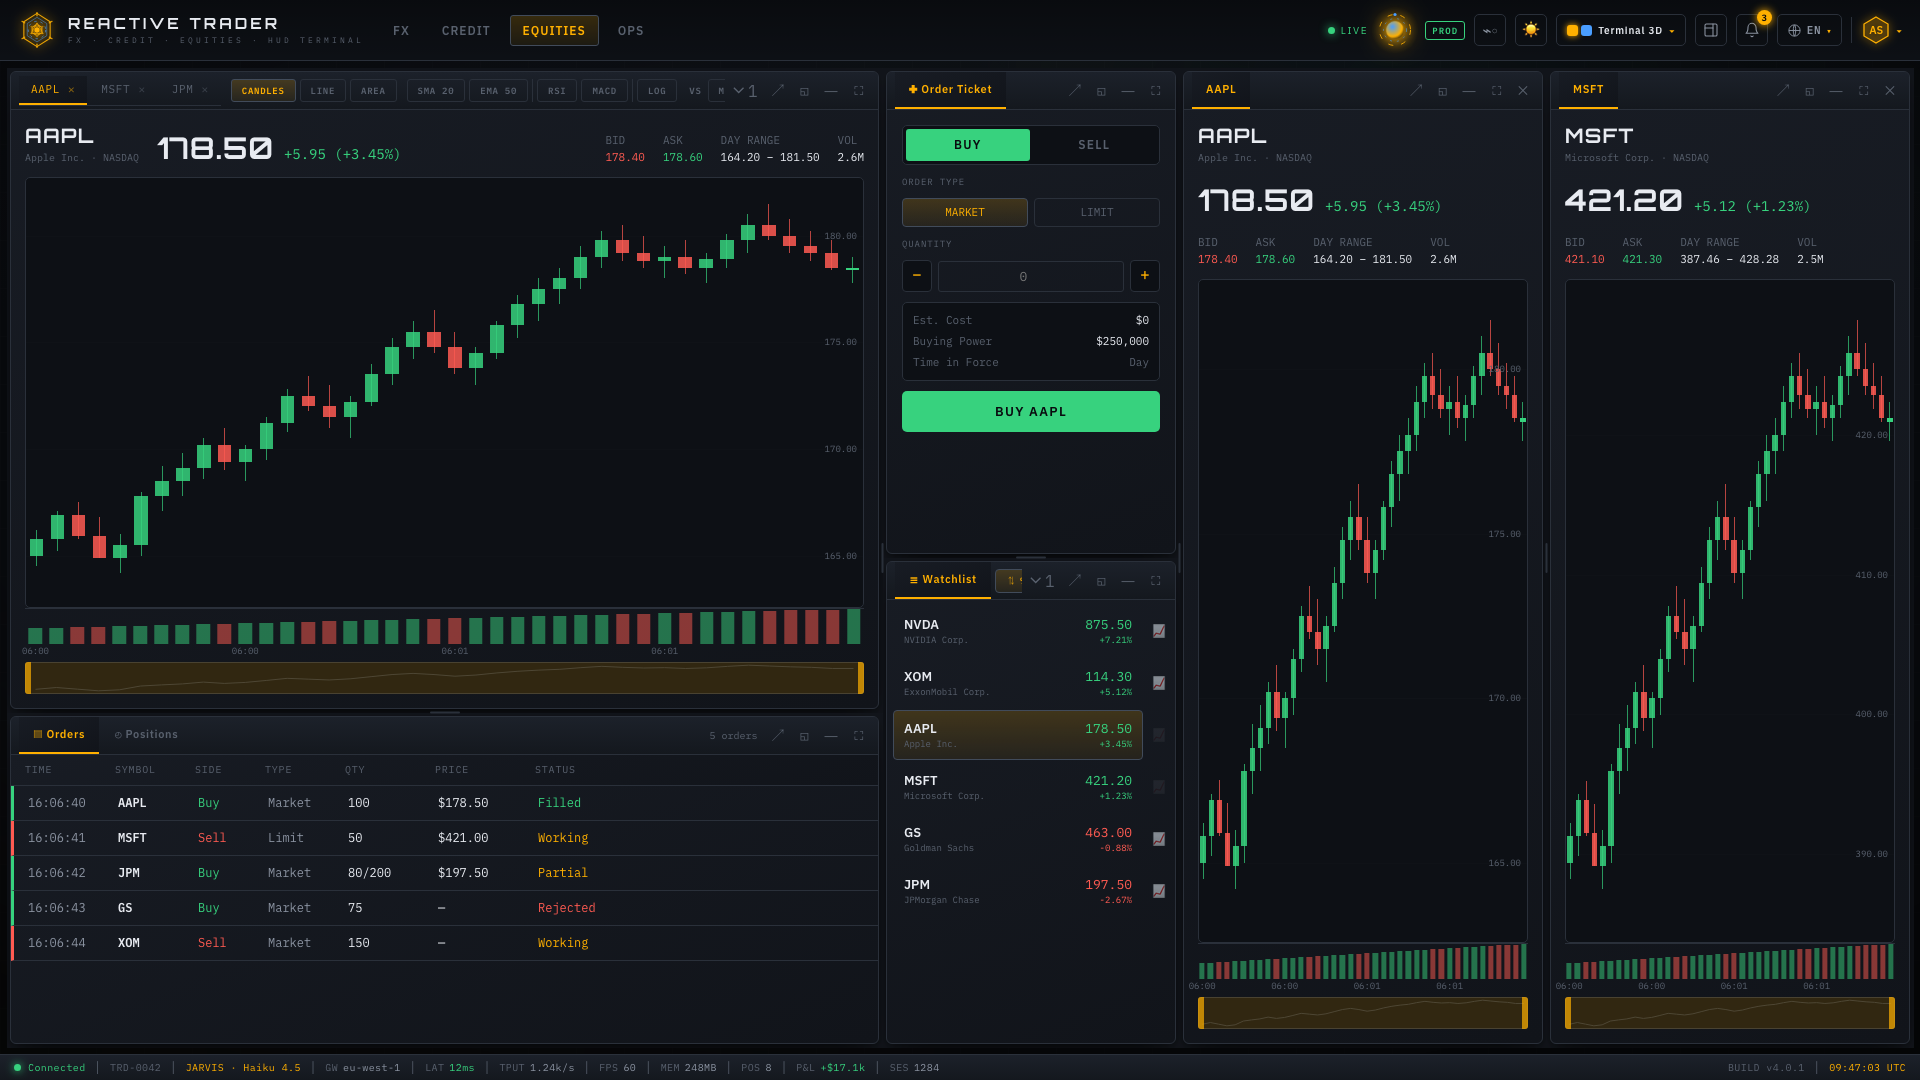 REACTIVE TRADER
FX · CREDIT · EQUITIES · HUD TERMINAL
FX
CREDIT
EQUITIES
OPS
LIVE
PROD
Terminal 3D
3
EN
AS
AAPL ×
MSFT ×
JPM ×
CANDLES
LINE
AREA
SMA 20
EMA 50
RSI
MACD
LOG
VS
1
AAPL
Apple Inc. · NASDAQ
178.50
+5.95 (+3.45%)
BID ASK DAY RANGE VOL
178.40 178.60 164.20 – 181.50 2.6M
180.00
175.00
170.00
165.00
06:00 06:00 06:01 06:01
Orders
Positions
5 orders
TIME SYMBOL SIDE TYPE QTY PRICE STATUS
16:06:40 AAPL Buy Market 100 $178.50 Filled
16:06:41 MSFT Sell Limit 50 $421.00 Working
16:06:42 JPM Buy Market 80/200 $197.50 Partial
16:06:43 GS Buy Market 75 — Rejected
16:06:44 XOM Sell Market 150 — Working
Order Ticket
BUY
SELL
ORDER TYPE
MARKET
LIMIT
QUANTITY
− 0 +
Est. Cost $0
Buying Power $250,000
Time in Force Day
BUY AAPL
Watchlist
1
NVDA 875.50
NVIDIA Corp. +7.21%
XOM 114.30
ExxonMobil Corp. +5.12%
AAPL 178.50
Apple Inc. +3.45%
MSFT 421.20
Microsoft Corp. +1.23%
GS 463.00
Goldman Sachs -0.88%
JPM 197.50
JPMorgan Chase -2.67%
AAPL
AAPL
Apple Inc. · NASDAQ
178.50 +5.95 (+3.45%)
BID ASK DAY RANGE VOL
178.40 178.60 164.20 – 181.50 2.6M
180.00
175.00
170.00
165.00
06:00 06:00 06:01 06:01
MSFT
MSFT
Microsoft Corp. · NASDAQ
421.20 +5.12 (+1.23%)
BID ASK DAY RANGE VOL
421.10 421.30 387.46 – 428.28 2.5M
420.00
410.00
400.00
390.00
06:00 06:00 06:01 06:01
Connected
TRD-0042
JARVIS · Haiku 4.5
GW eu-west-1
LAT 12ms
TPUT 1.24k/s
FPS 60
MEM 248MB
POS 8
P&L +$17.1k
SES 1284
BUILD v4.0.1
09:47:03 UTC